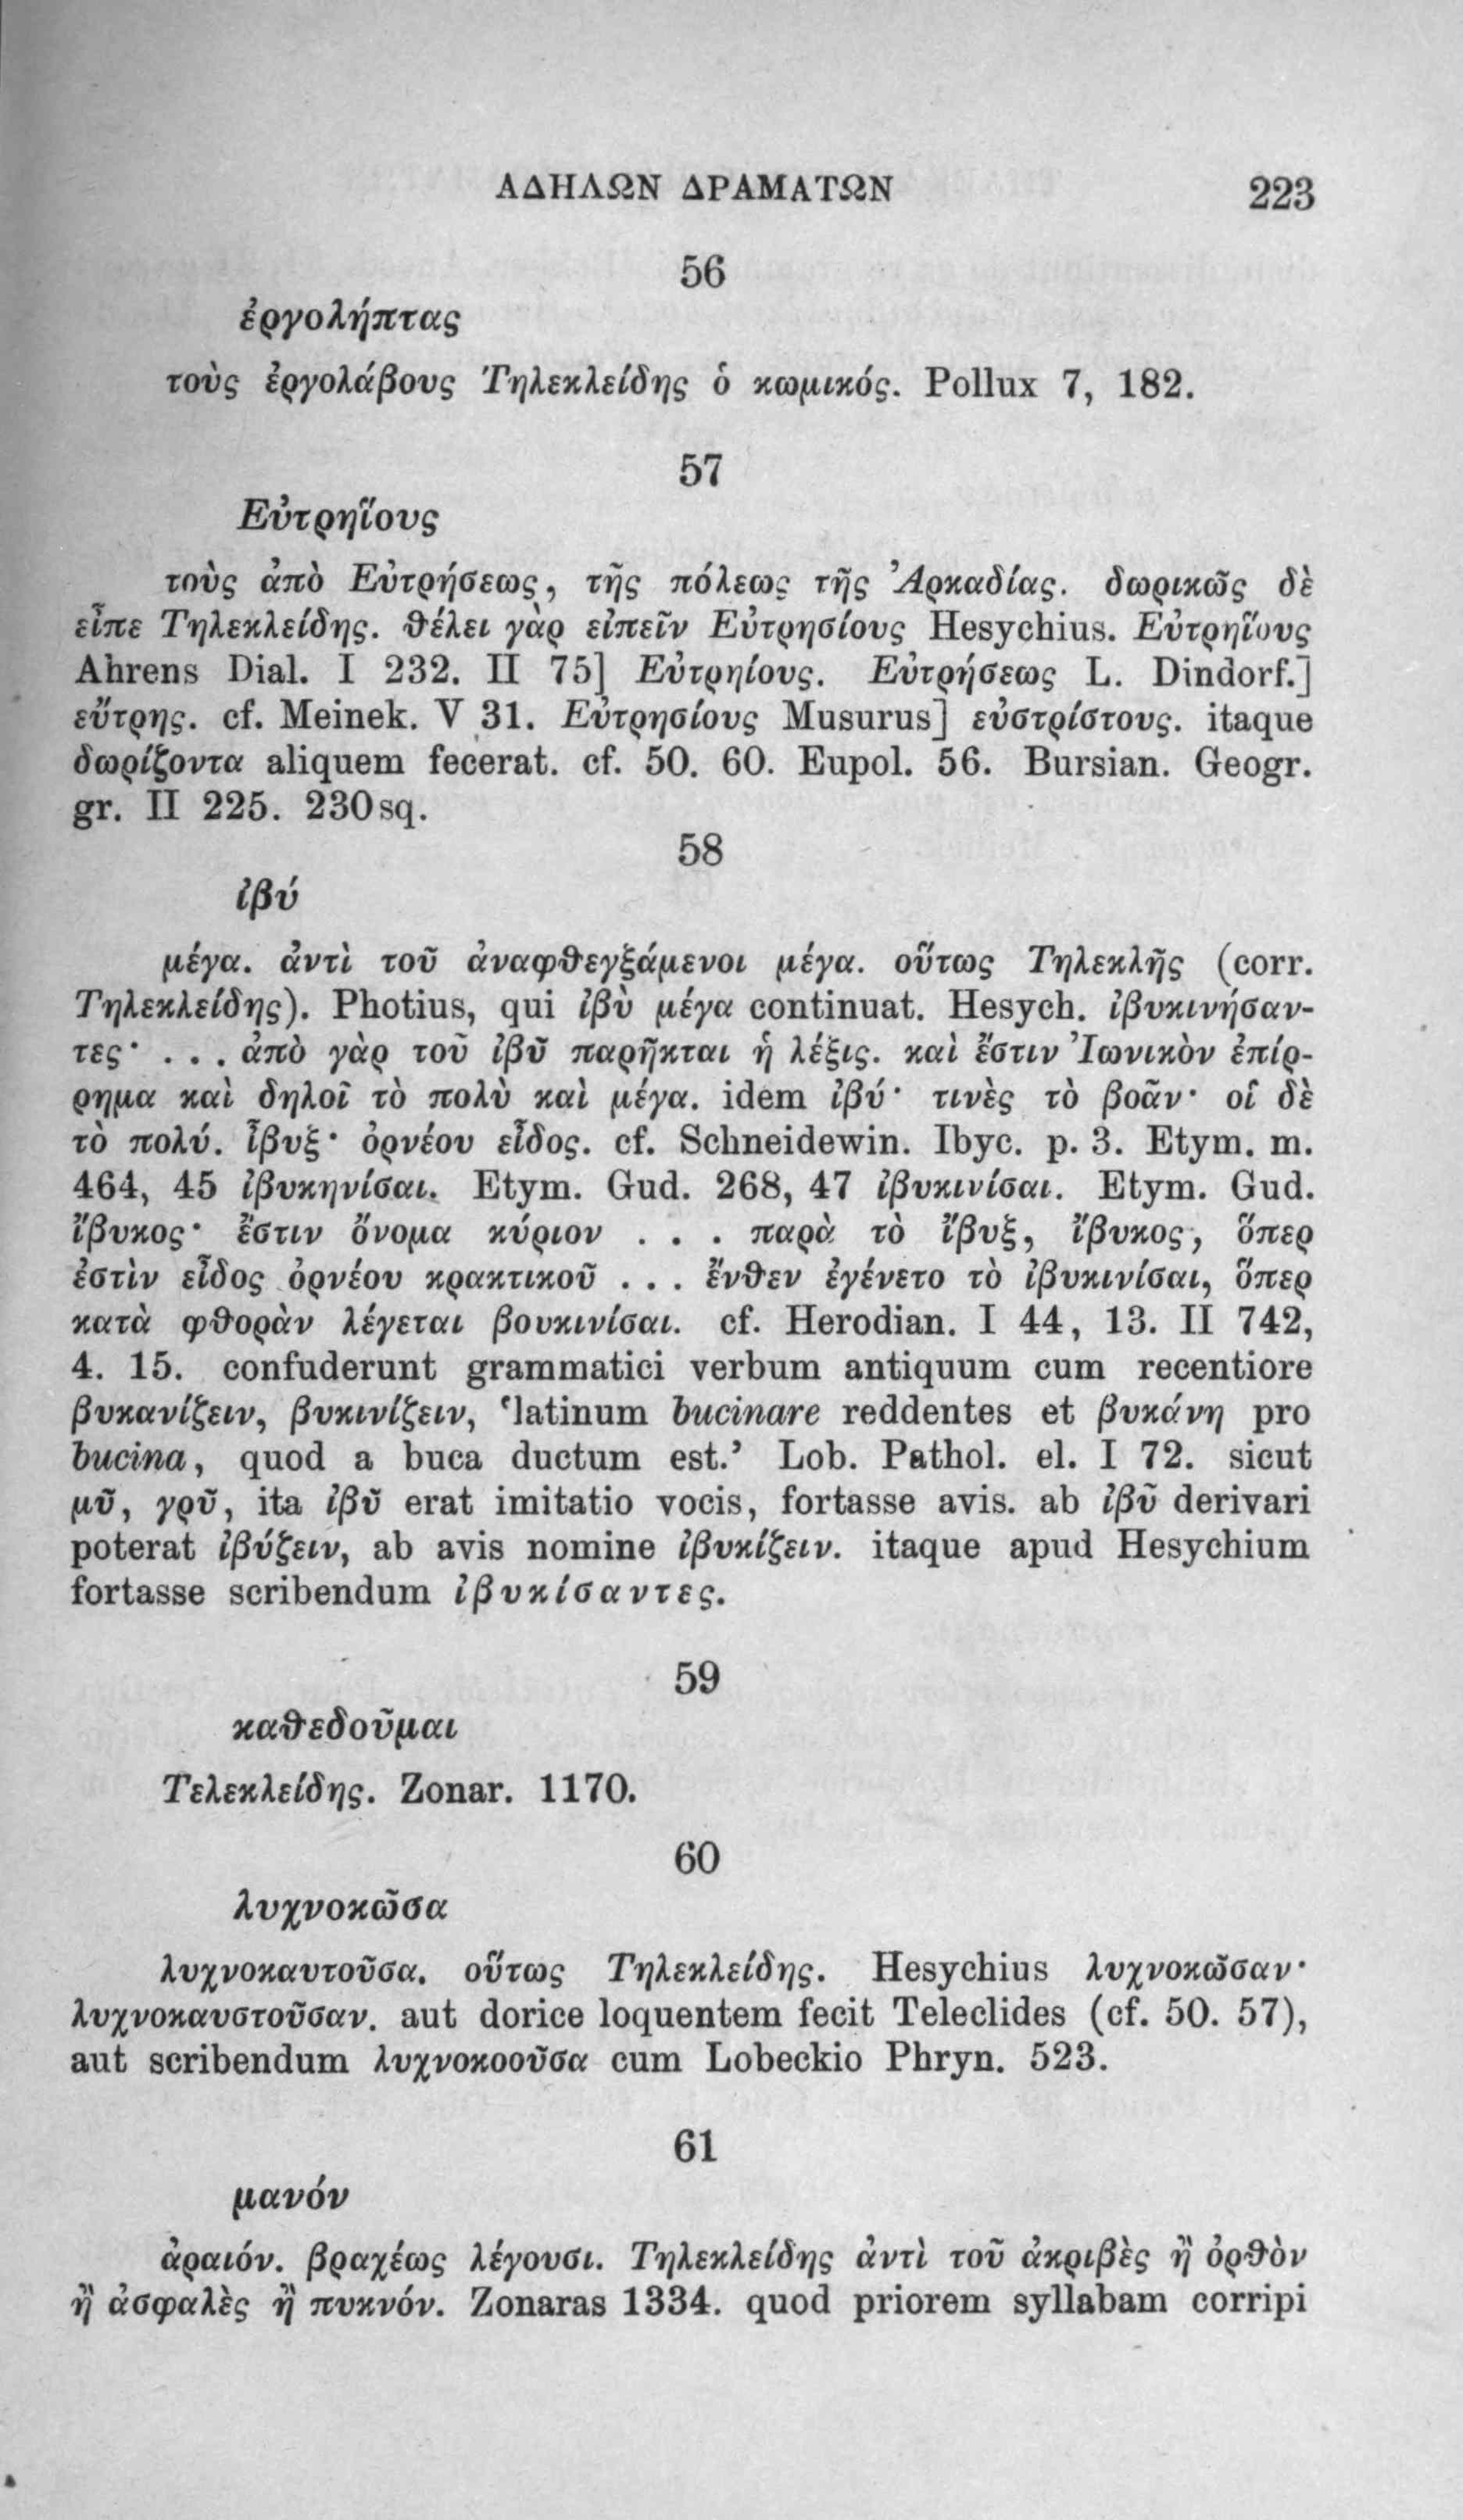 ΑΔΗΛΩΝ ΔΡΑΜΑΤΩΝ 223
56
ἐργολήπτας
τοὺς ἐργολάβους Τηλεκλείδης ὁ κωμικός. Pollux 7, 182.
57
Εὐτρηΐους
τοὺς ἀπὸ Εὐτρήσεως, τῆς πόλεως τῆς Ἀρκαδίας. δωρικῶς δὲ
εἶπε Τηλεκλείδης. θέλει γὰρ εἰπεῖν Εὐτρησίους Hesychius. Εὐτρηΐους
Ahrens Dial. I 232. II 75] Εὐτρηίους. Εὐτρήσεως L. Dindorf.]
εὔτρης. cf. Meinek. V 31. Εὐτρησίους Musurus] εὐστρίστους. itaque
δωρίζοντα aliquem fecerat. cf. 50. 60. Eupol. 56. Bursian. Geogr.
gr. II 225. 230 sq.
58
ἰβύ
μέγα. ἀντὶ τοῦ ἀναφθεγξάμενοι μέγα. οὕτως Τηλεκλῆς (corr.
Τηλεκλείδης). Photius, qui ἰβὺ μέγα continuat. Hesych. ἰβυκινήσαν-
τες· . . . ἀπὸ γὰρ τοῦ ἰβῦ παρῆκται ἡ λέξις. καὶ ἔστιν Ἰωνικὸν ἐπίρ-
ρημα καὶ δηλοῖ τὸ πολὺ καὶ μέγα. idem ἰβύ· τινὲς τὸ βοᾶν· οἱ δὲ
τὸ πολύ. ἶβυξ· ὀρνέου εἶδος. cf. Schneidewin. Ibyc. p. 3. Etym. m.
464, 45 ἰβυκηνίσαι. Etym. Gud. 268, 47 ἰβυκινίσαι. Etym. Gud.
ἴβυκος· ἔστιν ὄνομα κύριον . . . παρὰ τὸ ἴβυξ, ἴβυκος, ὅπερ
ἐστὶν εἶδος ὀρνέου κρακτικοῦ . . . ἔνθεν ἐγένετο τὸ ἰβυκινίσαι, ὅπερ
κατὰ φθορὰν λέγεται βουκινίσαι. cf. Herodian. I 44, 13. II 742,
4. 15. confuderunt grammatici verbum antiquum cum recentiore
βυκανίζειν, βυκινίζειν, ‘latinum bucinare reddentes et βυκάνη pro
bucina, quod a buca ductum est.’ Lob. Pathol. el. I 72. sicut
μῦ, γρῦ, ita ἰβῦ erat imitatio vocis, fortasse avis. ab ἰβῦ derivari
poterat ἰβύζειν, ab avis nomine ἰβυκίζειν. itaque apud Hesychium
fortasse scribendum ἰβυκίσαντες.
59
καθεδοῦμαι
Τελεκλείδης. Zonar. 1170.
60
λυχνοκῶσα
λυχνοκαυτοῦσα. οὕτως Τηλεκλείδης. Hesychius λυχνοκῶσαν·
λυχνοκαυστοῦσαν. aut dorice loquentem fecit Teleclides (cf. 50. 57),
aut scribendum λυχνοκοοῦσα cum Lobeckio Phryn. 523.
61
μανόν
ἀραιόν. βραχέως λέγουσι. Τηλεκλείδης ἀντὶ τοῦ ἀκριβὲς ἢ ὀρθὸν
ἢ ἀσφαλὲς ἢ πυκνόν. Zonaras 1334. quod priorem syllabam corripi